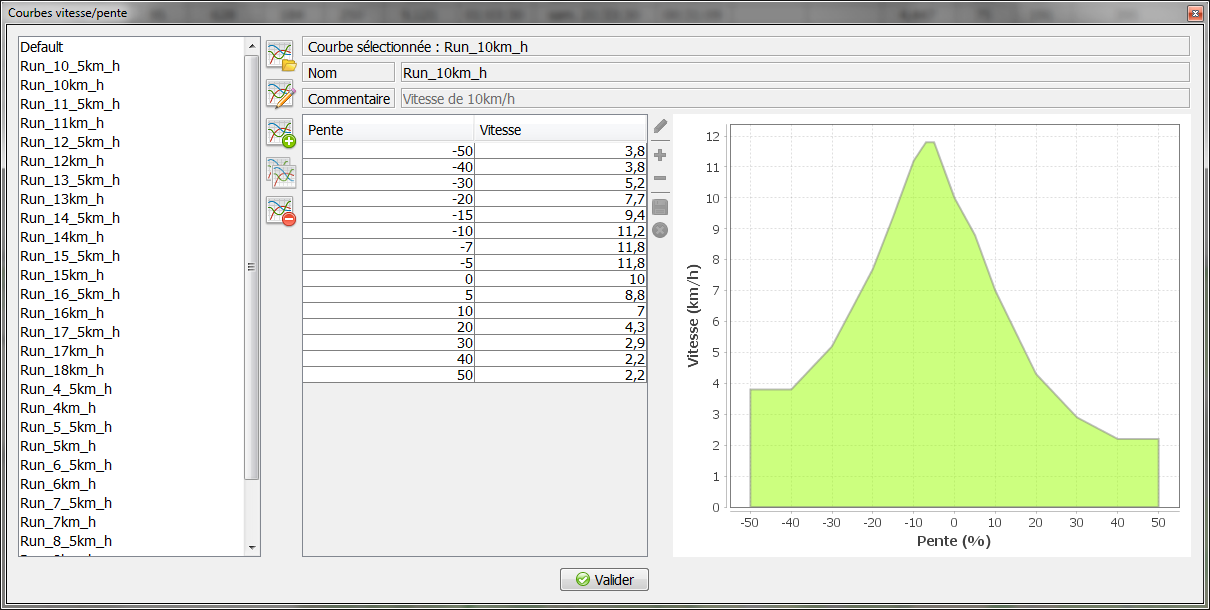 Courbes vitesse/pente
Default
Run_10_5km_h
Run_10km_h
Run_11_5km_h
Run_11km_h
Run_12_5km_h
Run_12km_h
Run_13_5km_h
Run_13km_h
Run_14_5km_h
Run_14km_h
Run_15_5km_h
Run_15km_h
Run_16_5km_h
Run_16km_h
Run_17_5km_h
Run_17km_h
Run_18km_h
Run_4_5km_h
Run_4km_h
Run_5_5km_h
Run_5km_h
Run_6_5km_h
Run_6km_h
Run_7_5km_h
Run_7km_h
Run_8_5km_h
Courbe sélectionnée : Run_10km_h
Nom Run_10km_h
Commentaire Vitesse de 10km/h
Pente Vitesse
-50 3,8
-40 3,8
-30 5,2
-20 7,7
-15 9,4
-10 11,2
-7 11,8
-5 11,8
0 10
5 8,8
10 7
20 4,3
30 2,9
40 2,2
50 2,2
Vitesse (km/h)
12
11
10
9
8
7
6
5
4
3
2
1
0
-50 -40 -30 -20 -10 0 10 20 30 40 50
Pente (%)
Valider